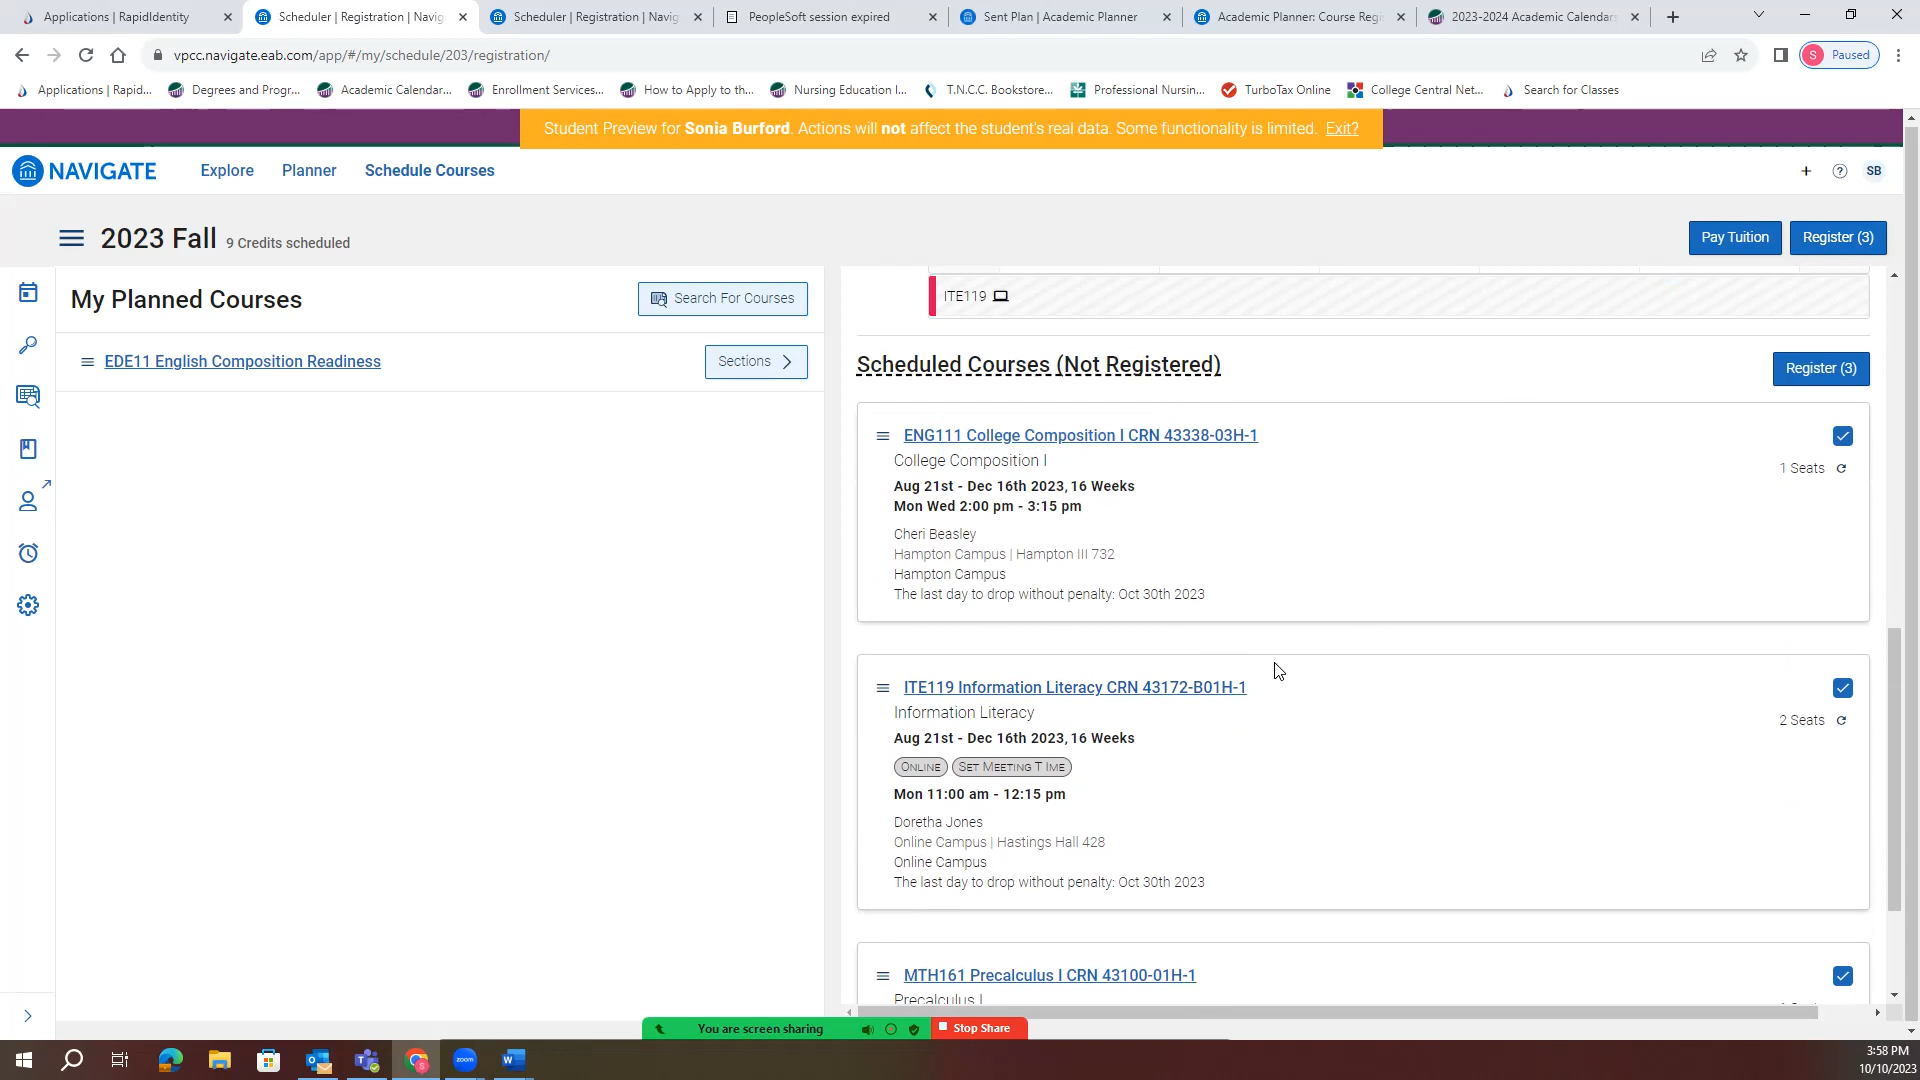 Applications | RapidIdentity
Scheduler | Registration | Navig
Scheduler | Registration | Navig
PeopleSoft session expired
Sent Plan | Academic Planner
Academic Planner: Course Regi
2023-2024 Academic Calendars
vpcc.navigate.eab.com/app/#/my/schedule/203/registration/
S Paused
Applications | Rapid...
Degrees and Progr...
Academic Calendar...
Enrollment Services...
How to Apply to th...
Nursing Education I...
T.N.C.C. Bookstore...
Professional Nursin...
TurboTax Online
College Central Net...
Search for Classes
Student Preview for Sonia Burford. Actions will not affect the student's real data. Some functionality is limited. Exit?
NAVIGATE
Explore
Planner
Schedule Courses
SB
2023 Fall 9 Credits scheduled
Pay Tuition
Register (3)
My Planned Courses
Search For Courses
EDE11 English Composition Readiness
Sections
ITE119
Scheduled Courses (Not Registered)
Register (3)
ENG111 College Composition I CRN 43338-03H-1
College Composition I
1 Seats
Aug 21st - Dec 16th 2023, 16 Weeks
Mon Wed 2:00 pm - 3:15 pm
Cheri Beasley
Hampton Campus | Hampton III 732
Hampton Campus
The last day to drop without penalty: Oct 30th 2023
ITE119 Information Literacy CRN 43172-B01H-1
Information Literacy
2 Seats
Aug 21st - Dec 16th 2023, 16 Weeks
Online
Set Meeting T ime
Mon 11:00 am - 12:15 pm
Doretha Jones
Online Campus | Hastings Hall 428
Online Campus
The last day to drop without penalty: Oct 30th 2023
MTH161 Precalculus I CRN 43100-01H-1
Precalculus I
You are screen sharing
Stop Share
zoom
3:58 PM
10/10/2023